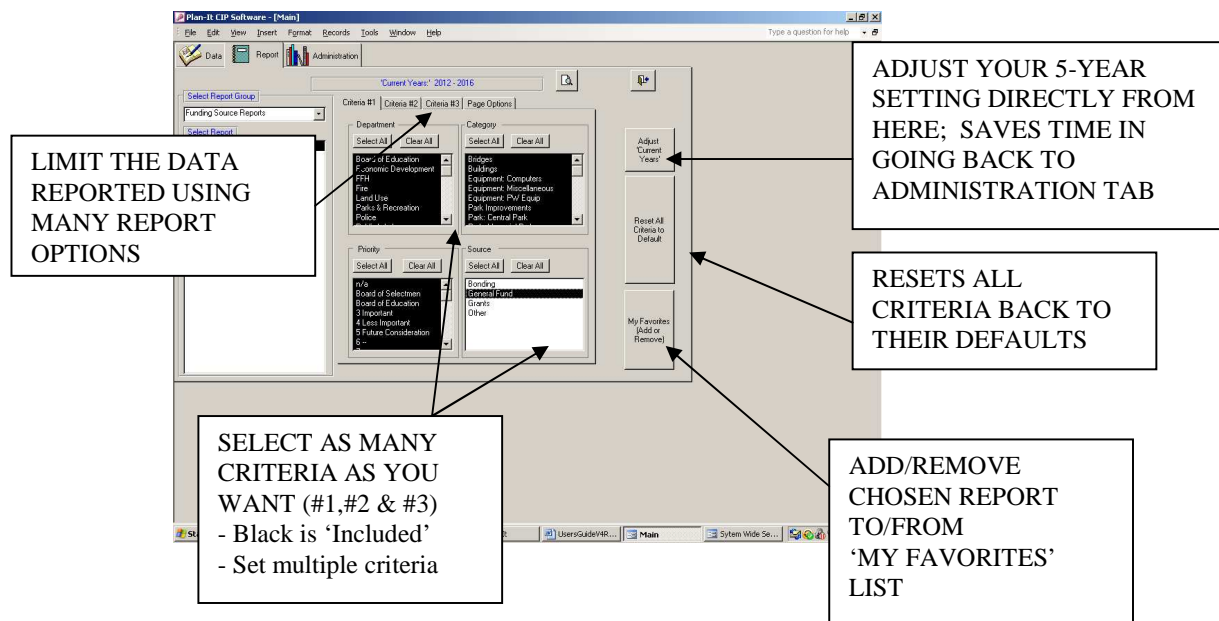 Plan-It CIP Software - [Main]
File Edit View Insert Format Records Tools Window Help
Type a question for help
Data
Report
Administration
'Current Years:' 2012 - 2016
Select Report Group
Funding Source Reports
Select Report
Criteria #1
Criteria #2
Criteria #3
Page Options
Department
Select All
Clear All
Board of Education
Economic Development
FFH
Fire
Land Use
Parks & Recreation
Police
Category
Select All
Clear All
Bridges
Buildings
Equipment: Computers
Equipment: Miscellaneous
Equipment: PW Equip
Park Improvements
Park: Central Park
Priority
Select All
Clear All
n/a
Board of Selectmen
Board of Education
3 Important
4 Less Important
5 Future Consideration
6 --
Source
Select All
Clear All
Bonding
General Fund
Grants
Other
Adjust
'Current
Years'
Reset All
Criteria to
Default
My Favorites
(Add or
Remove)
LIMIT THE DATA
REPORTED USING
MANY REPORT
OPTIONS
ADJUST YOUR 5-YEAR
SETTING DIRECTLY FROM
HERE; SAVES TIME IN
GOING BACK TO
ADMINISTRATION TAB
RESETS ALL
CRITERIA BACK TO
THEIR DEFAULTS
SELECT AS MANY
CRITERIA AS YOU
WANT (#1,#2 & #3)
- Black is ‘Included’
- Set multiple criteria
ADD/REMOVE
CHOSEN REPORT
TO/FROM
‘MY FAVORITES’
LIST
UsersGuideV4R...
Main
Sytem Wide Se...